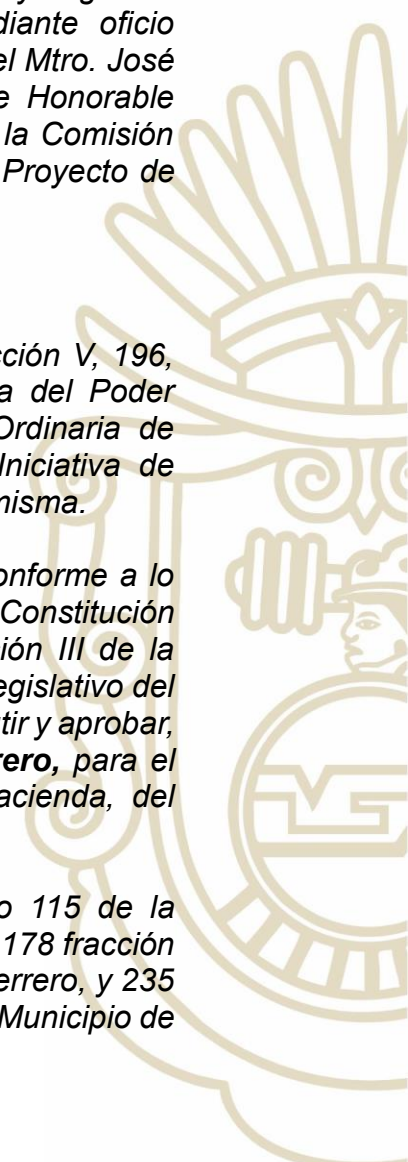 diante oficio
el Mtro. José
e Honorable
la Comisión
Proyecto de
cción V, 196,
a del Poder
Ordinaria de
Iniciativa de
misma.
onforme a lo
Constitución
ión III de la
egislativo del
tir y aprobar,
rero, para el
acienda, del
o 115 de la
178 fracción
errero, y 235
Municipio de